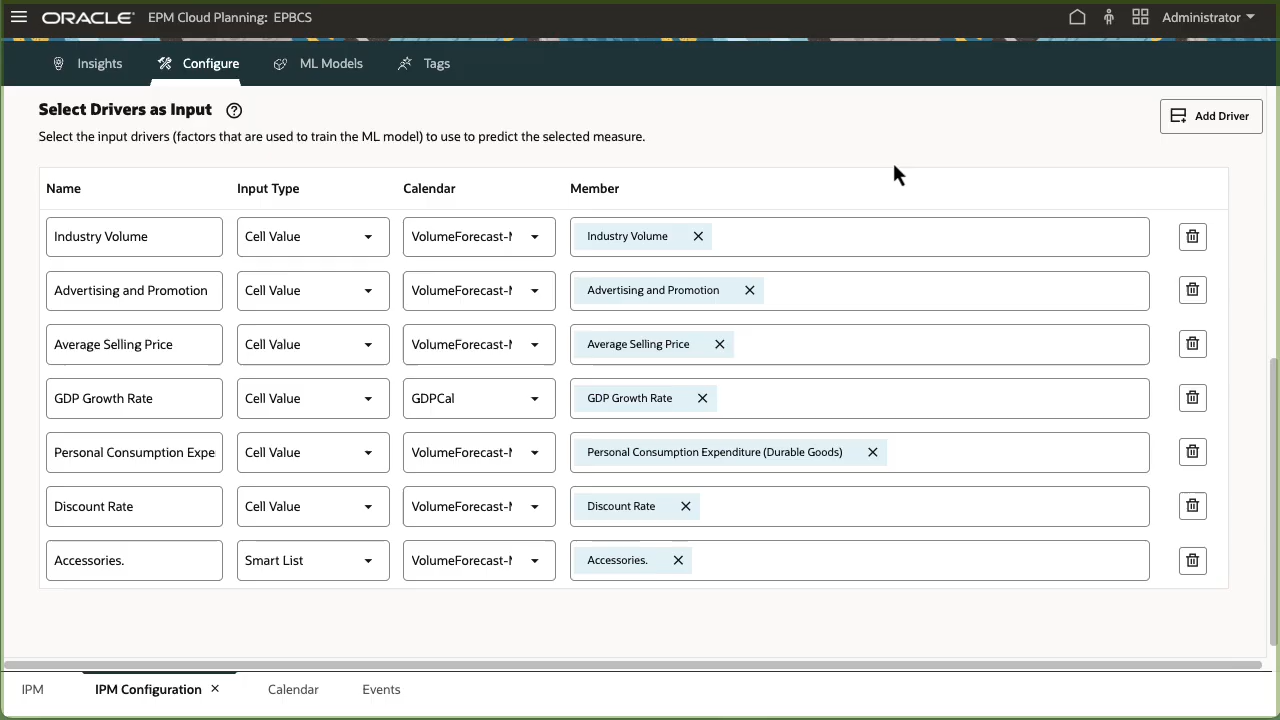 ORACLE® EPM Cloud Planning: EPBCS Administrator
Insights Configure ML Models Tags
Select Drivers as Input ?
Add Driver
Select the input drivers (factors that are used to train the ML model) to use to predict the selected measure.
Name Input Type Calendar Member
Industry Volume Cell Value VolumeForecast-M Industry Volume
Advertising and Promotion Cell Value VolumeForecast-M Advertising and Promotion
Average Selling Price Cell Value VolumeForecast-M Average Selling Price
GDP Growth Rate Cell Value GDPCal GDP Growth Rate
Personal Consumption Expe Cell Value VolumeForecast-M Personal Consumption Expenditure (Durable Goods)
Discount Rate Cell Value VolumeForecast-M Discount Rate
Accessories. Smart List VolumeForecast-M Accessories.
IPM IPM Configuration Calendar Events